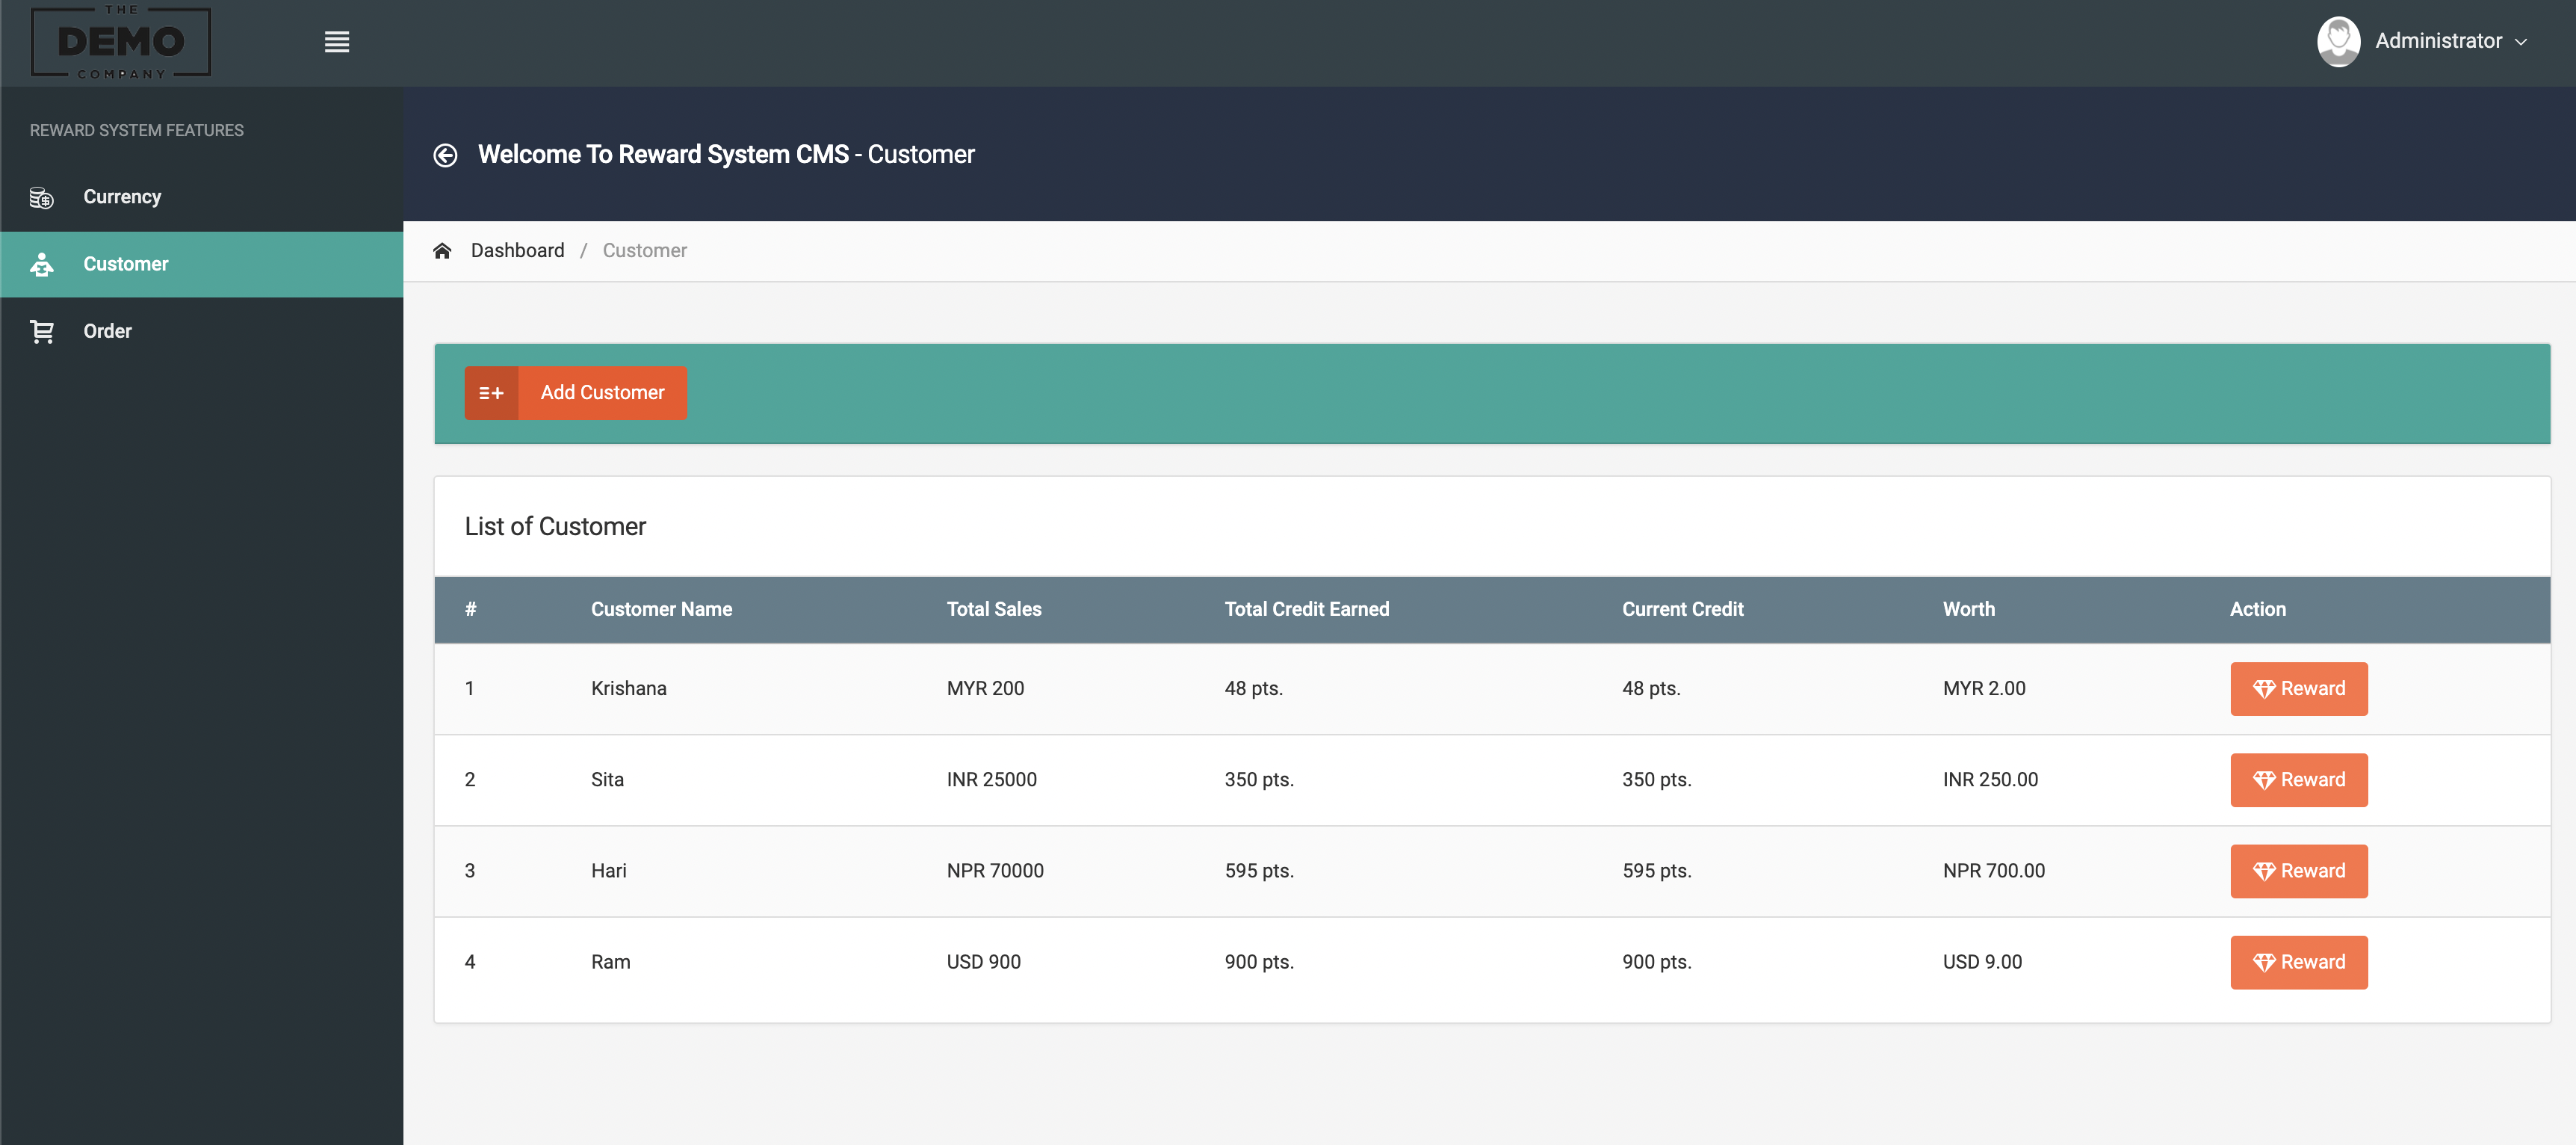 THE
DEMO
COMPANY
Administrator
REWARD SYSTEM FEATURES
Currency
Customer
Order
Welcome To Reward System CMS - Customer
Dashboard / Customer
Add Customer
List of Customer
# Customer Name Total Sales Total Credit Earned Current Credit Worth Action
1 Krishana MYR 200 48 pts. 48 pts. MYR 2.00 Reward
2 Sita INR 25000 350 pts. 350 pts. INR 250.00 Reward
3 Hari NPR 70000 595 pts. 595 pts. NPR 700.00 Reward
4 Ram USD 900 900 pts. 900 pts. USD 9.00 Reward